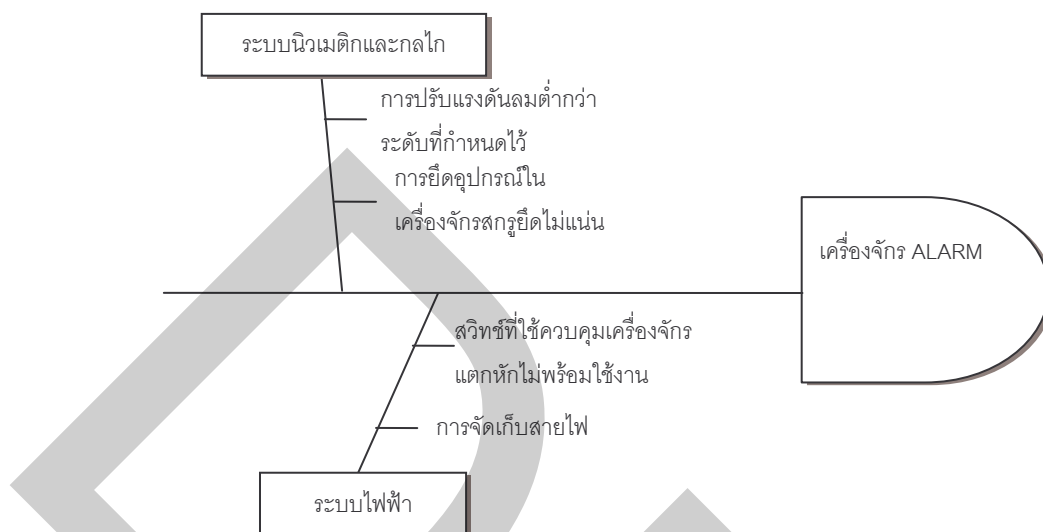 ระบบนิวเมติกและกลไก
การปรับแรงดันลมต่ำกว่า
ระดับที่กำหนดไว้
การยึดอุปกรณ์ใน
เครื่องจักรสกรูยึดไม่แน่น
เครื่องจักร ALARM
สวิทช์ที่ใช้ควบคุมเครื่องจักร
แตกหักไม่พร้อมใช้งาน
การจัดเก็บสายไฟ
ระบบไฟฟ้า